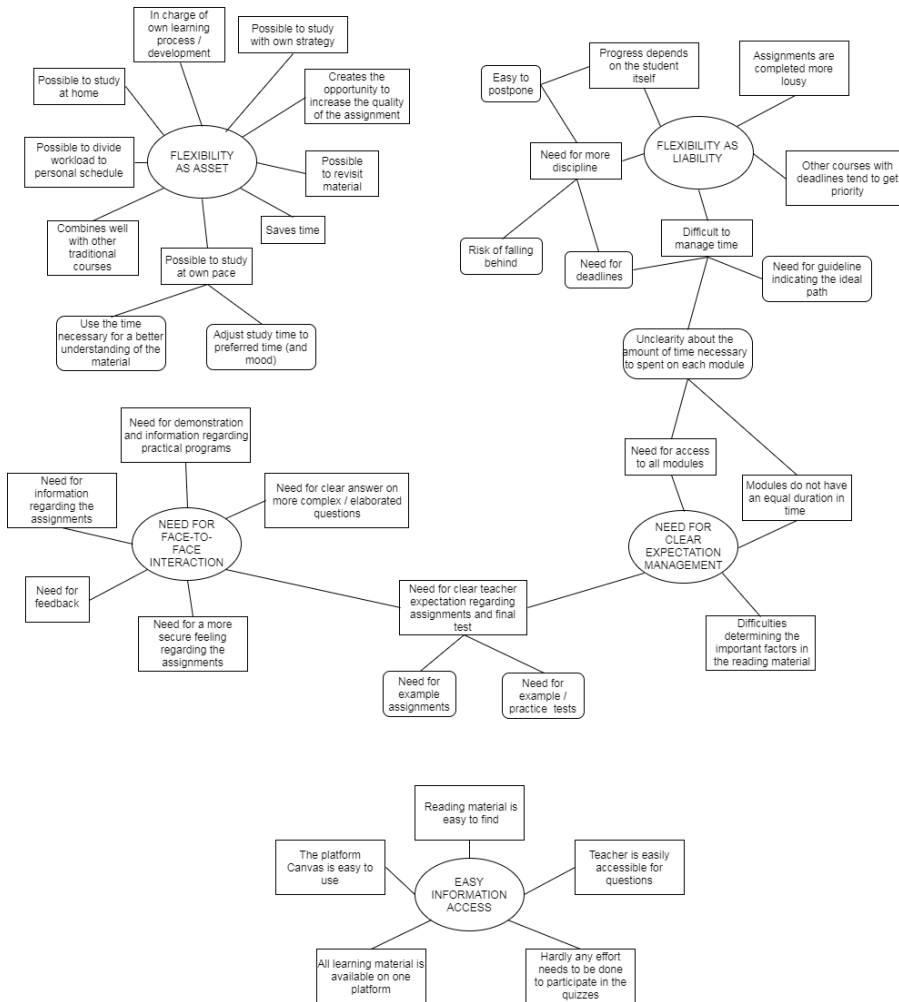 In charge of
own learning
process /
development
Possible to study
with own strategy
Possible to study
at home
Creates the
opportunity to
increase the quality
of the assignment
FLEXIBILITY
AS ASSET
Possible to divide
workload to
personal schedule
Possible
to revisit
material
Combines well
with other
traditional
courses
Saves time
Possible to study
at own pace
Use the time
necessary for a better
understanding of the
material
Adjust study time to
preferred time (and
mood)
Progress depends
on the student
itself
Assignments are
completed more
lousy
Easy to
postpone
Need for more
discipline
FLEXIBILITY AS
LIABILITY
Other courses with
deadlines tend to get
priority
Risk of falling
behind
Need for
deadlines
Difficult to
manage time
Need for guideline
indicating the ideal
path
Unclearity about the
amount of time necessary
to spent on each module
Need for access
to all modules
Modules do not have
an equal duration in
time
Need for demonstration
and information regarding
practical programs
Need for
information
regarding the
assignments
Need for clear answer on
more complex / elaborated
questions
NEED FOR
FACE-TO-
FACE
INTERACTION
NEED FOR
CLEAR
EXPECTATION
MANAGEMENT
Need for
feedback
Need for a more
secure feeling
regarding the
assignments
Need for clear teacher
expectation regarding
assignments and final
test
Difficulties
determining the
important factors in
the reading material
Need for
example
assignments
Need for
example /
practice tests
Reading material is
easy to find
The platform
Canvas is easy to
use
Teacher is easily
accessible for
questions
EASY
INFORMATION
ACCESS
All learning material is
available on one
platform
Hardly any effort
needs to be done
to participate in the
quizzes